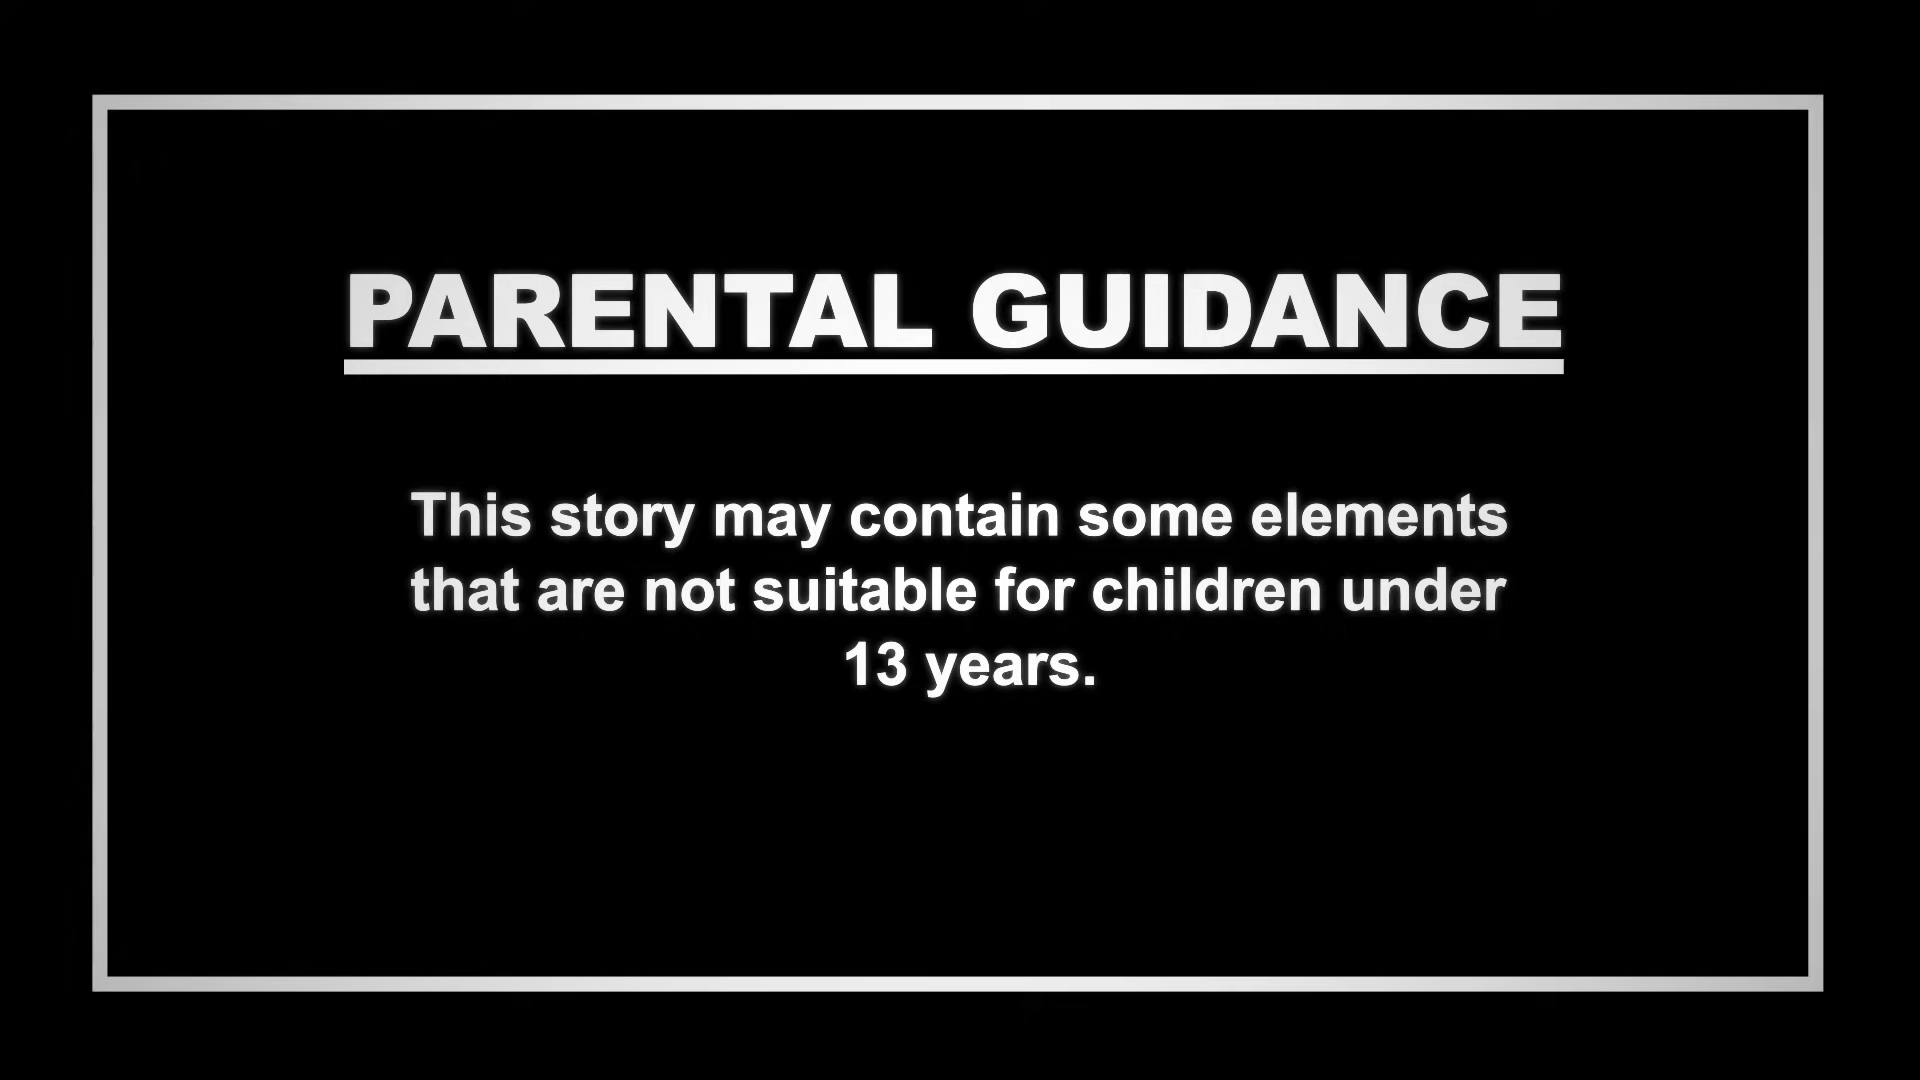 PARENTAL GUIDANCE
This story may contain some elements
that are not suitable for children under
13 years.